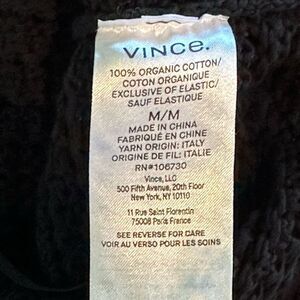 VINCE.
100% ORGANIC COTTON/
COTON ORGANIQUE
EXCLUSIVE OF ELASTIC/
SAUF ELASTIQUE
M/M
MADE IN CHINA
FABRIQUÉ EN CHINE
YARN ORIGIN: ITALY
ORIGINE DE FIL: ITALIE
RN#106730
Vince, LLC
500 Fifth Avenue, 20th Floor
New York, NY 10110
11 Rue Saint Florentin
75008 Paris France
SEE REVERSE FOR CARE
VOIR AU VERSO POUR LES SOINS